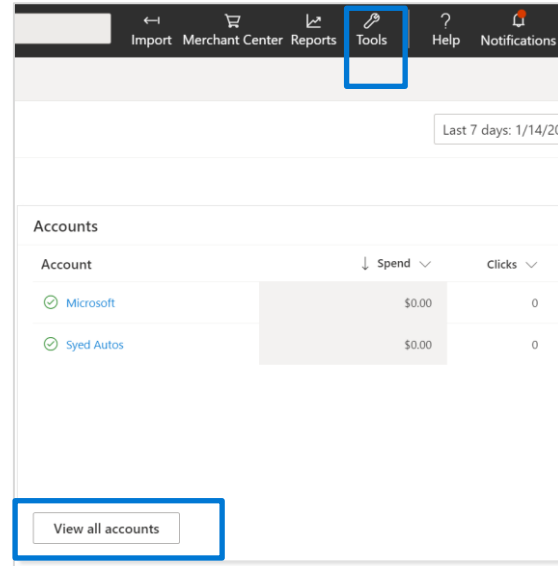 Import Merchant Center Reports Tools Help Notifications
Last 7 days: 1/14/20
Accounts
Account Spend Clicks
Microsoft $0.00 0
Syed Autos $0.00 0
View all accounts